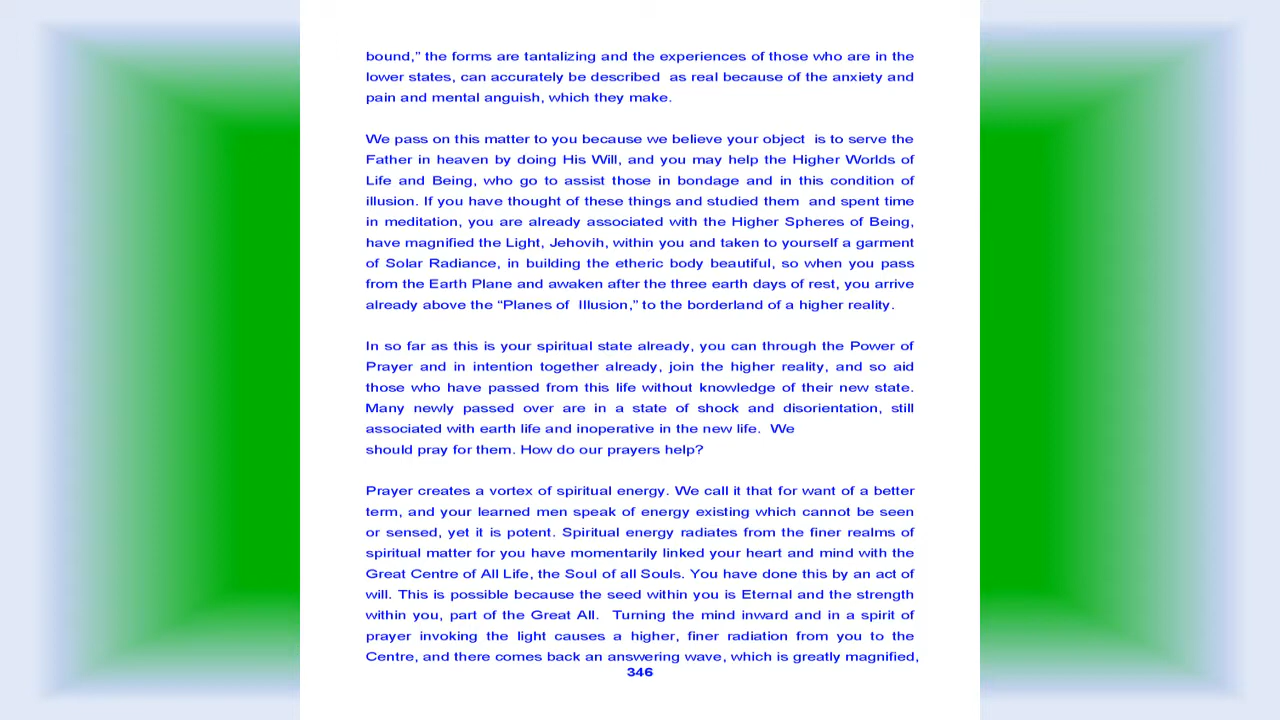 bound,” the forms are tantalizing and the experiences of those who are in the
lower states, can accurately be described as real because of the anxiety and
pain and mental anguish, which they make.
We pass on this matter to you because we believe your object is to serve the
Father in heaven by doing His Will, and you may help the Higher Worlds of
Life and Being, who go to assist those in bondage and in this condition of
illusion. If you have thought of these things and studied them and spent time
in meditation, you are already associated with the Higher Spheres of Being,
have magnified the Light, Jehovih, within you and taken to yourself a garment
of Solar Radiance, in building the etheric body beautiful, so when you pass
from the Earth Plane and awaken after the three earth days of rest, you arrive
already above the “Planes of Illusion,” to the borderland of a higher reality.
In so far as this is your spiritual state already, you can through the Power of
Prayer and in intention together already, join the higher reality, and so aid
those who have passed from this life without knowledge of their new state.
Many newly passed over are in a state of shock and disorientation, still
associated with earth life and inoperative in the new life. We
should pray for them. How do our prayers help?
Prayer creates a vortex of spiritual energy. We call it that for want of a better
term, and your learned men speak of energy existing which cannot be seen
or sensed, yet it is potent. Spiritual energy radiates from the finer realms of
spiritual matter for you have momentarily linked your heart and mind with the
Great Centre of All Life, the Soul of all Souls. You have done this by an act of
will. This is possible because the seed within you is Eternal and the strength
within you, part of the Great All. Turning the mind inward and in a spirit of
prayer invoking the light causes a higher, finer radiation from you to the
Centre, and there comes back an answering wave, which is greatly magnified,
346